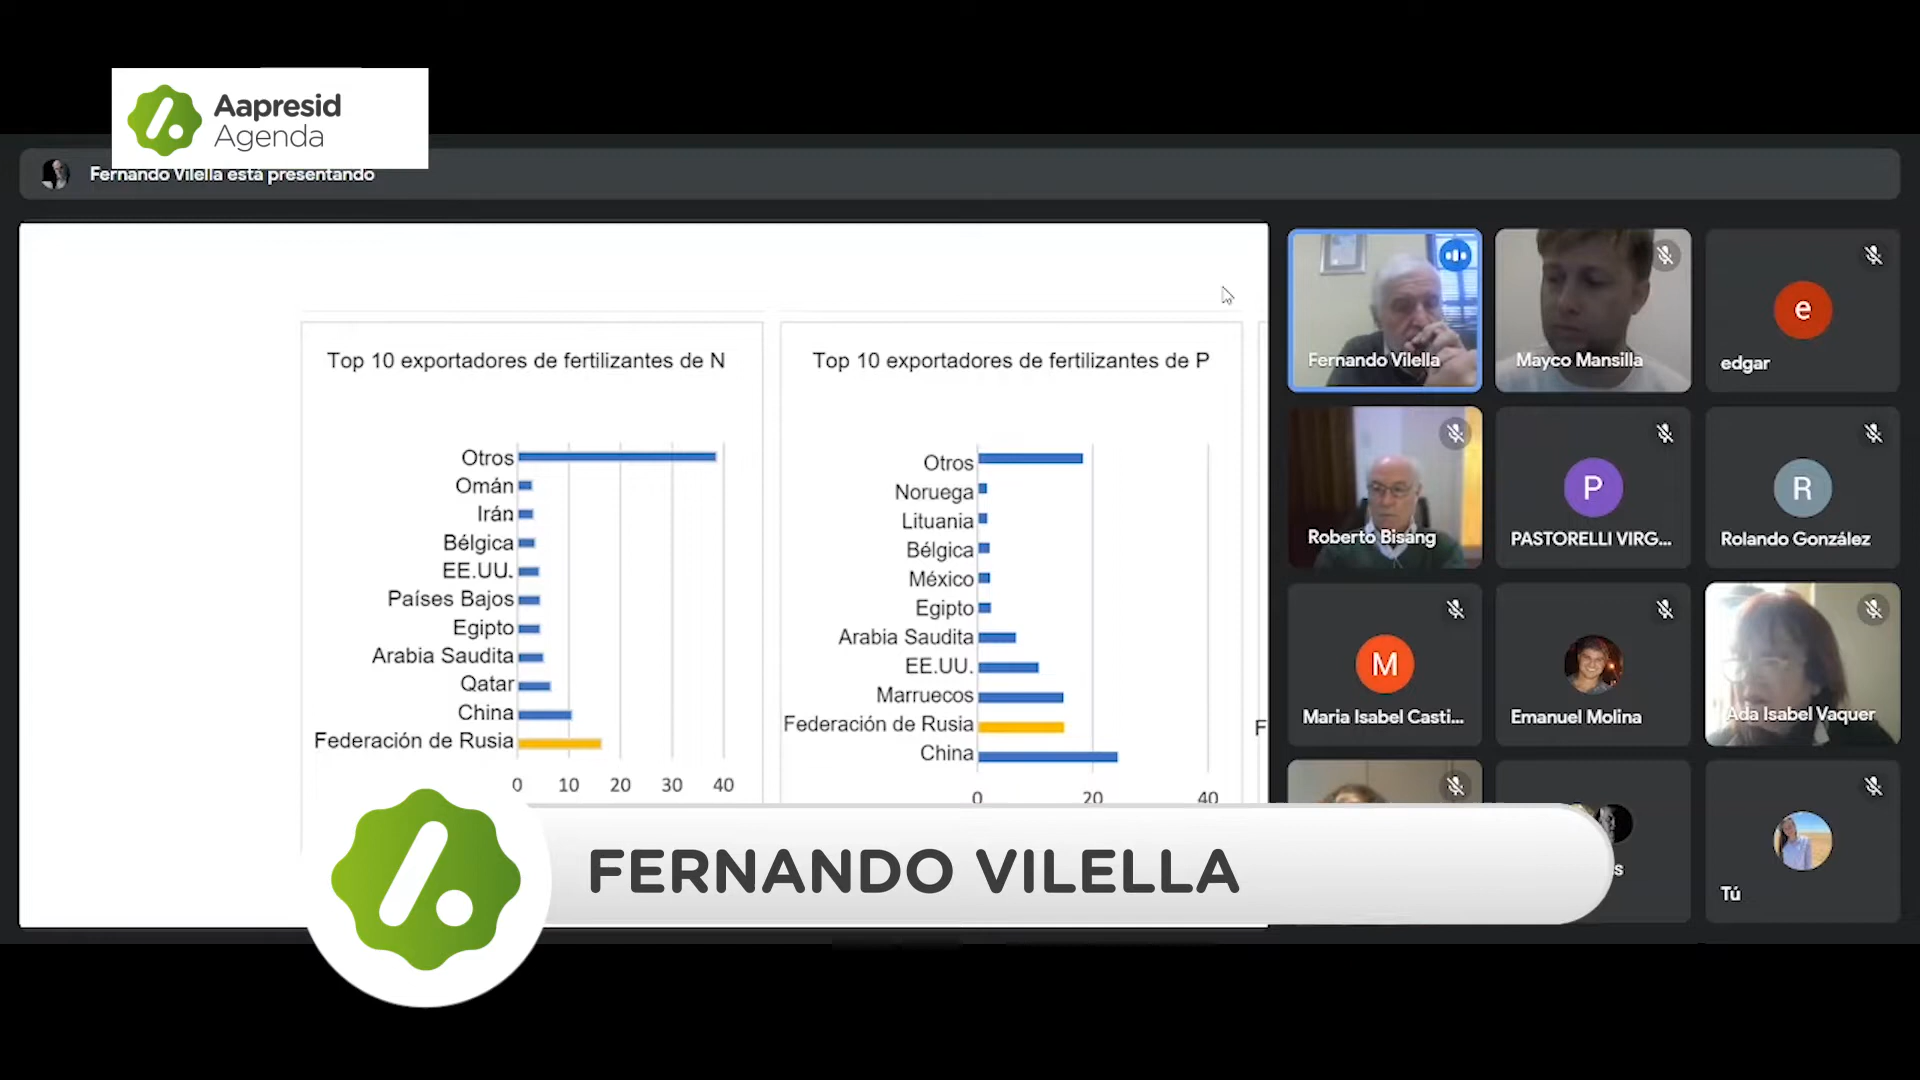 Aapresid
Agenda
Fernando Vilella está presentando
Top 10 exportadores de fertilizantes de N
Otros
Omán
Irán
Bélgica
EE.UU.
Países Bajos
Egipto
Arabia Saudita
Qatar
China
Federación de Rusia
0 10 20 30 40
Top 10 exportadores de fertilizantes de P
Otros
Noruega
Lituania
Bélgica
México
Egipto
Arabia Saudita
EE.UU.
Marruecos
Federación de Rusia
China
0 20 40
F
Fernando Vilella
Mayco Mansilla
e
edgar
Roberto Bisang
P
PASTORELLI VIRG...
R
Rolando González
M
Maria Isabel Casti...
Emanuel Molina
Ada Isabel Vaquer
s
Tú
FERNANDO VILELLA